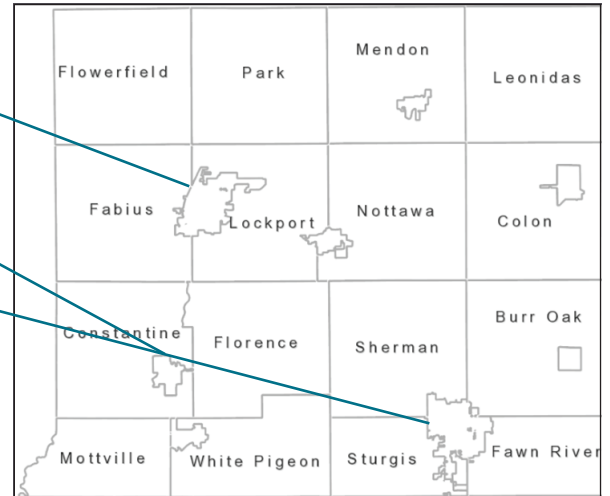 Mendon
Flowerfield
Park
Leonidas
Fabius
Lockport
Nottawa
Colon
Constantine
Florence
Sherman
Burr Oak
Mottville
White Pigeon
Sturgis
Fawn River